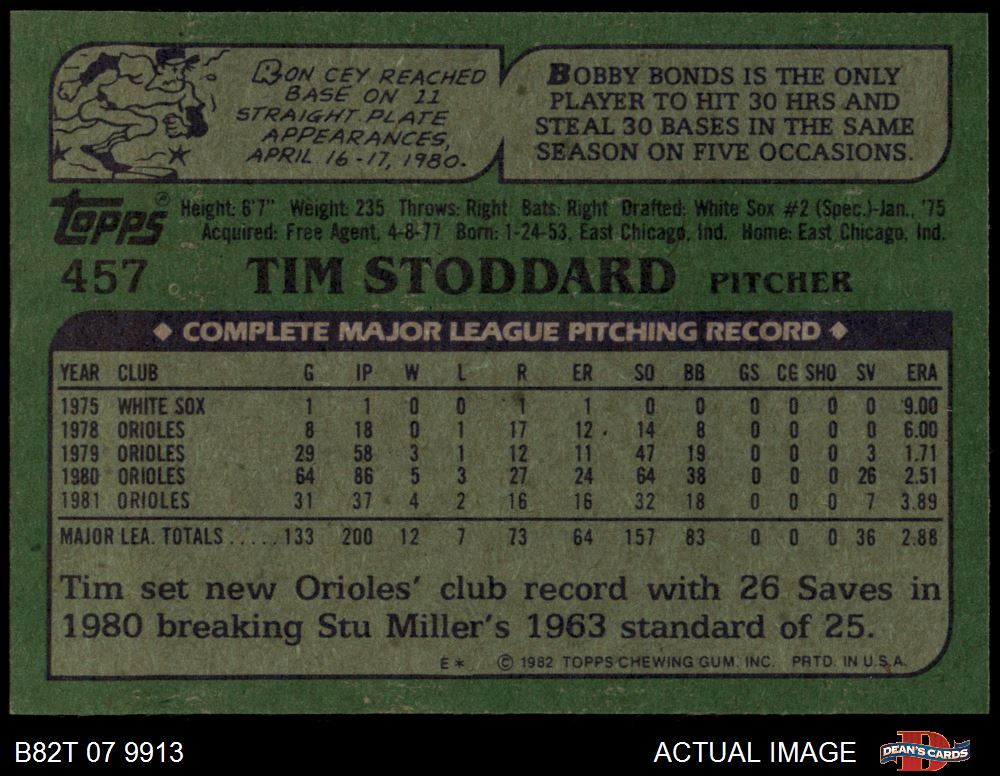 RON CEY REACHED
BASE ON 11
STRAIGHT PLATE
APPEARANCES,
APRIL 16-17, 1980.
BOBBY BONDS IS THE ONLY
PLAYER TO HIT 30 HRS AND
STEAL 30 BASES IN THE SAME
SEASON ON FIVE OCCASIONS.
Topps® Height: 6'7" Weight: 235 Throws: Right Bats: Right Drafted: White Sox #2 (Spec.)-Jan., '75
Acquired: Free Agent, 4-8-77 Born: 1-24-53, East Chicago, Ind. Home: East Chicago, Ind.
457 TIM STODDARD PITCHER
◆ COMPLETE MAJOR LEAGUE PITCHING RECORD ◆
YEAR CLUB G IP W L R ER SO BB GS CG SHO SV ERA
1975 WHITE SOX 1 1 0 0 1 1 0 0 0 0 0 0 9.00
1978 ORIOLES 8 18 0 1 17 12 14 8 0 0 0 0 6.00
1979 ORIOLES 29 58 3 1 12 11 47 19 0 0 0 3 1.71
1980 ORIOLES 64 86 5 3 27 24 64 38 0 0 0 26 2.51
1981 ORIOLES 31 37 4 2 16 16 32 18 0 0 0 7 3.89
MAJOR LEA. TOTALS ..... 133 200 12 7 73 64 157 83 0 0 0 36 2.88
Tim set new Orioles' club record with 26 Saves in
1980 breaking Stu Miller's 1963 standard of 25.
E* © 1982 TOPPS CHEWING GUM, INC. PRTD. IN U.S.A.
B82T 07 9913 ACTUAL IMAGE DEAN'S CARDS